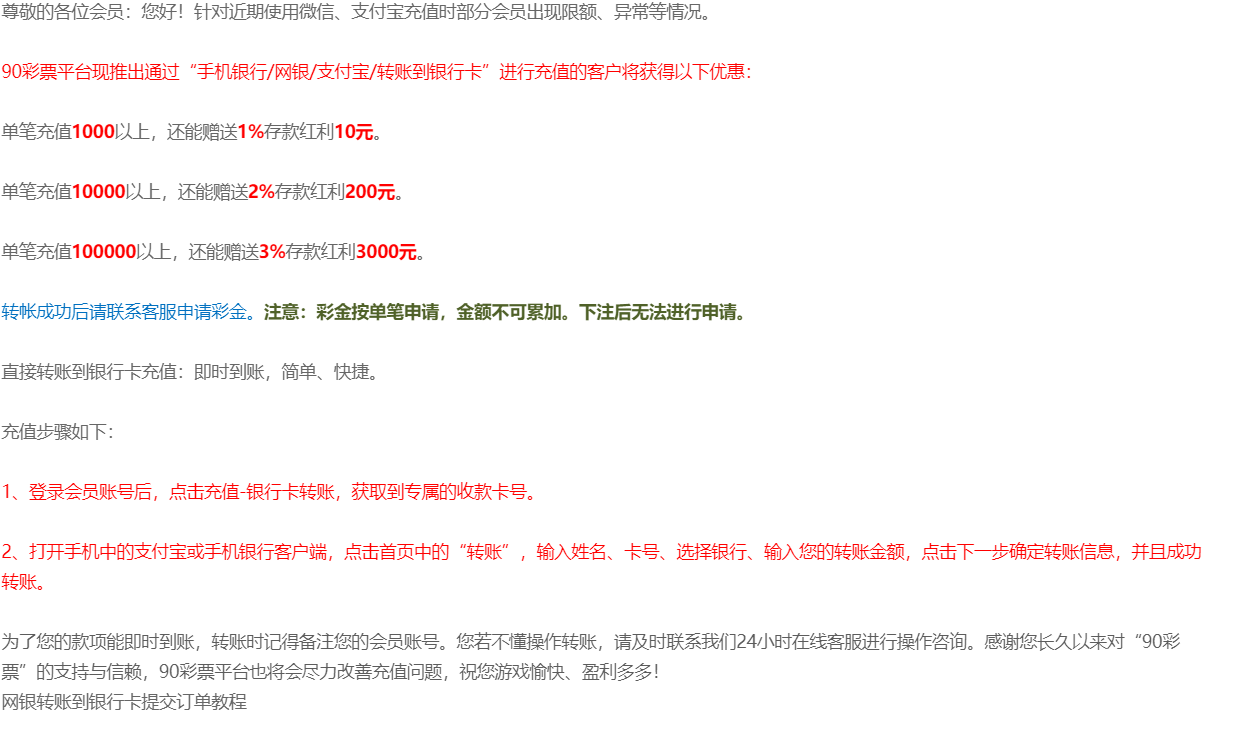 尊敬的各位会员：您好！针对近期使用微信、支付宝充值时部分会员出现限额、异常等情况。
90彩票平台现推出通过“手机银行/网银/支付宝/转账到银行卡”进行充值的客户将获得以下优惠：
单笔充值1000以上，还能赠送1%存款红利10元。
单笔充值10000以上，还能赠送2%存款红利200元。
单笔充值100000以上，还能赠送3%存款红利3000元。
转帐成功后请联系客服申请彩金。注意：彩金按单笔申请，金额不可累加。下注后无法进行申请。
直接转账到银行卡充值：即时到账，简单、快捷。
充值步骤如下：
1、登录会员账号后，点击充值-银行卡转账，获取到专属的收款卡号。
2、打开手机中的支付宝或手机银行客户端，点击首页中的“转账”，输入姓名、卡号、选择银行、输入您的转账金额，点击下一步确定转账信息，并且成功
转账。
为了您的款项能即时到账，转账时记得备注您的会员账号。您若不懂操作转账，请及时联系我们24小时在线客服进行操作咨询。感谢您长久以来对“90彩
票”的支持与信赖，90彩票平台也将会尽力改善充值问题，祝您游戏愉快、盈利多多！
网银转账到银行卡提交订单教程